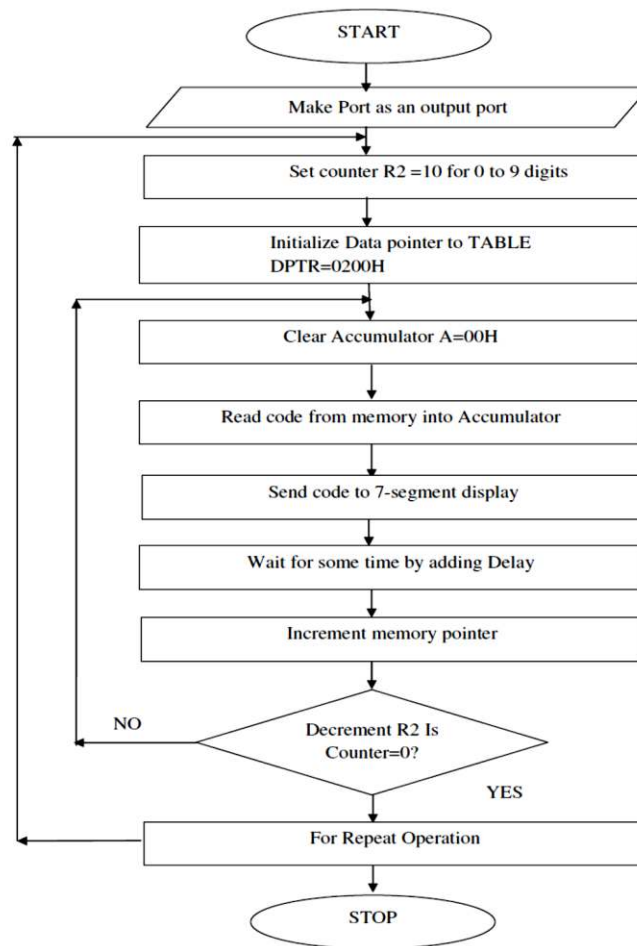 START
Make Port as an output port
Set counter R2 =10 for 0 to 9 digits
Initialize Data pointer to TABLE
DPTR=0200H
Clear Accumulator A=00H
Read code from memory into Accumulator
Send code to 7-segment display
Wait for some time by adding Delay
Increment memory pointer
NO
Decrement R2 Is
Counter=0?
YES
For Repeat Operation
STOP